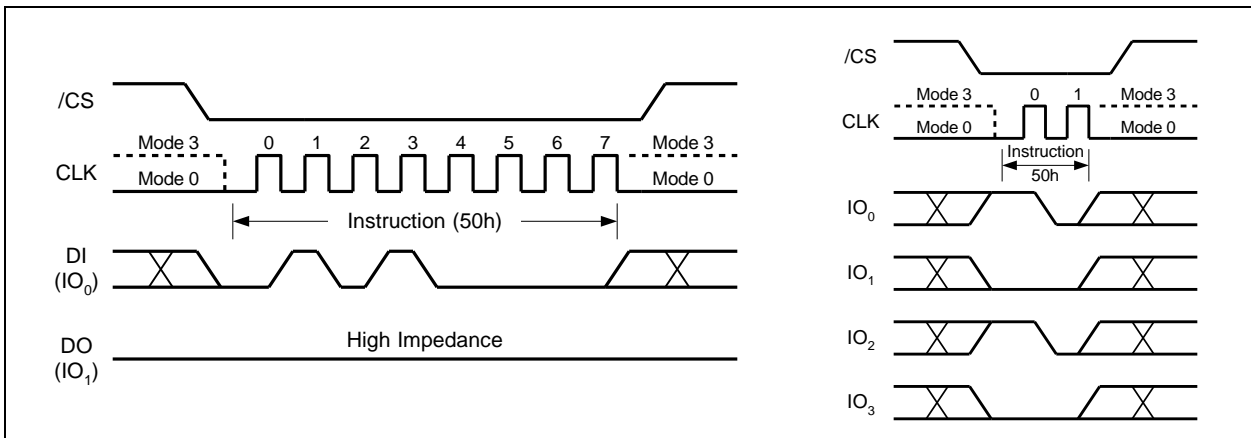 /CS
Mode 3 0 1 2 3 4 5 6 7 Mode 3
CLK
Mode 0 Mode 0
Instruction (50h)
DI
(IO0)
High Impedance
DO
(IO1)
/CS
Mode 3 0 1 Mode 3
CLK
Mode 0 Mode 0
Instruction
50h
IO0
IO1
IO2
IO3